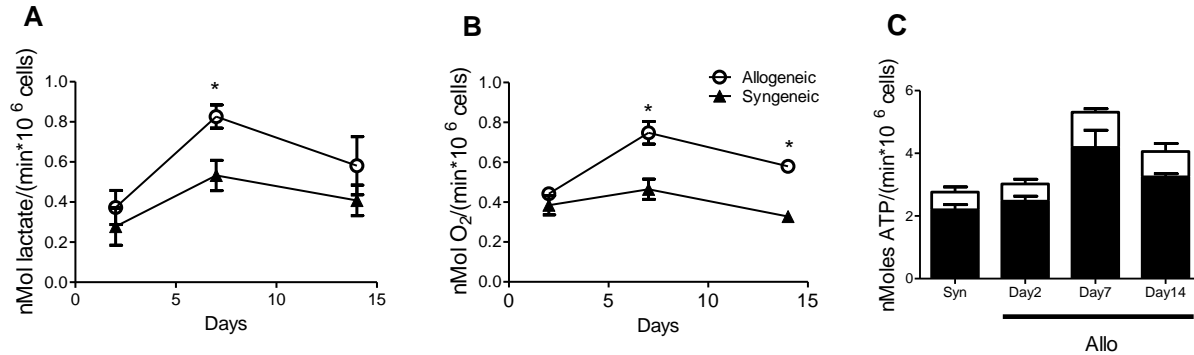 A
nMol lactate/(min*10 6 cells)
1.0
0.8
0.6
0.4
0.2
0.0
*
0 5 10 15
Days
B
nMol O2/(min*10 6 cells)
1.0
0.8
0.6
0.4
0.2
0.0
*
*
Allogeneic
Syngeneic
0 5 10 15
Days
C
nMoles ATP/(min*10 6 cells)
6
4
2
0
Syn Day2 Day7 Day14
Allo